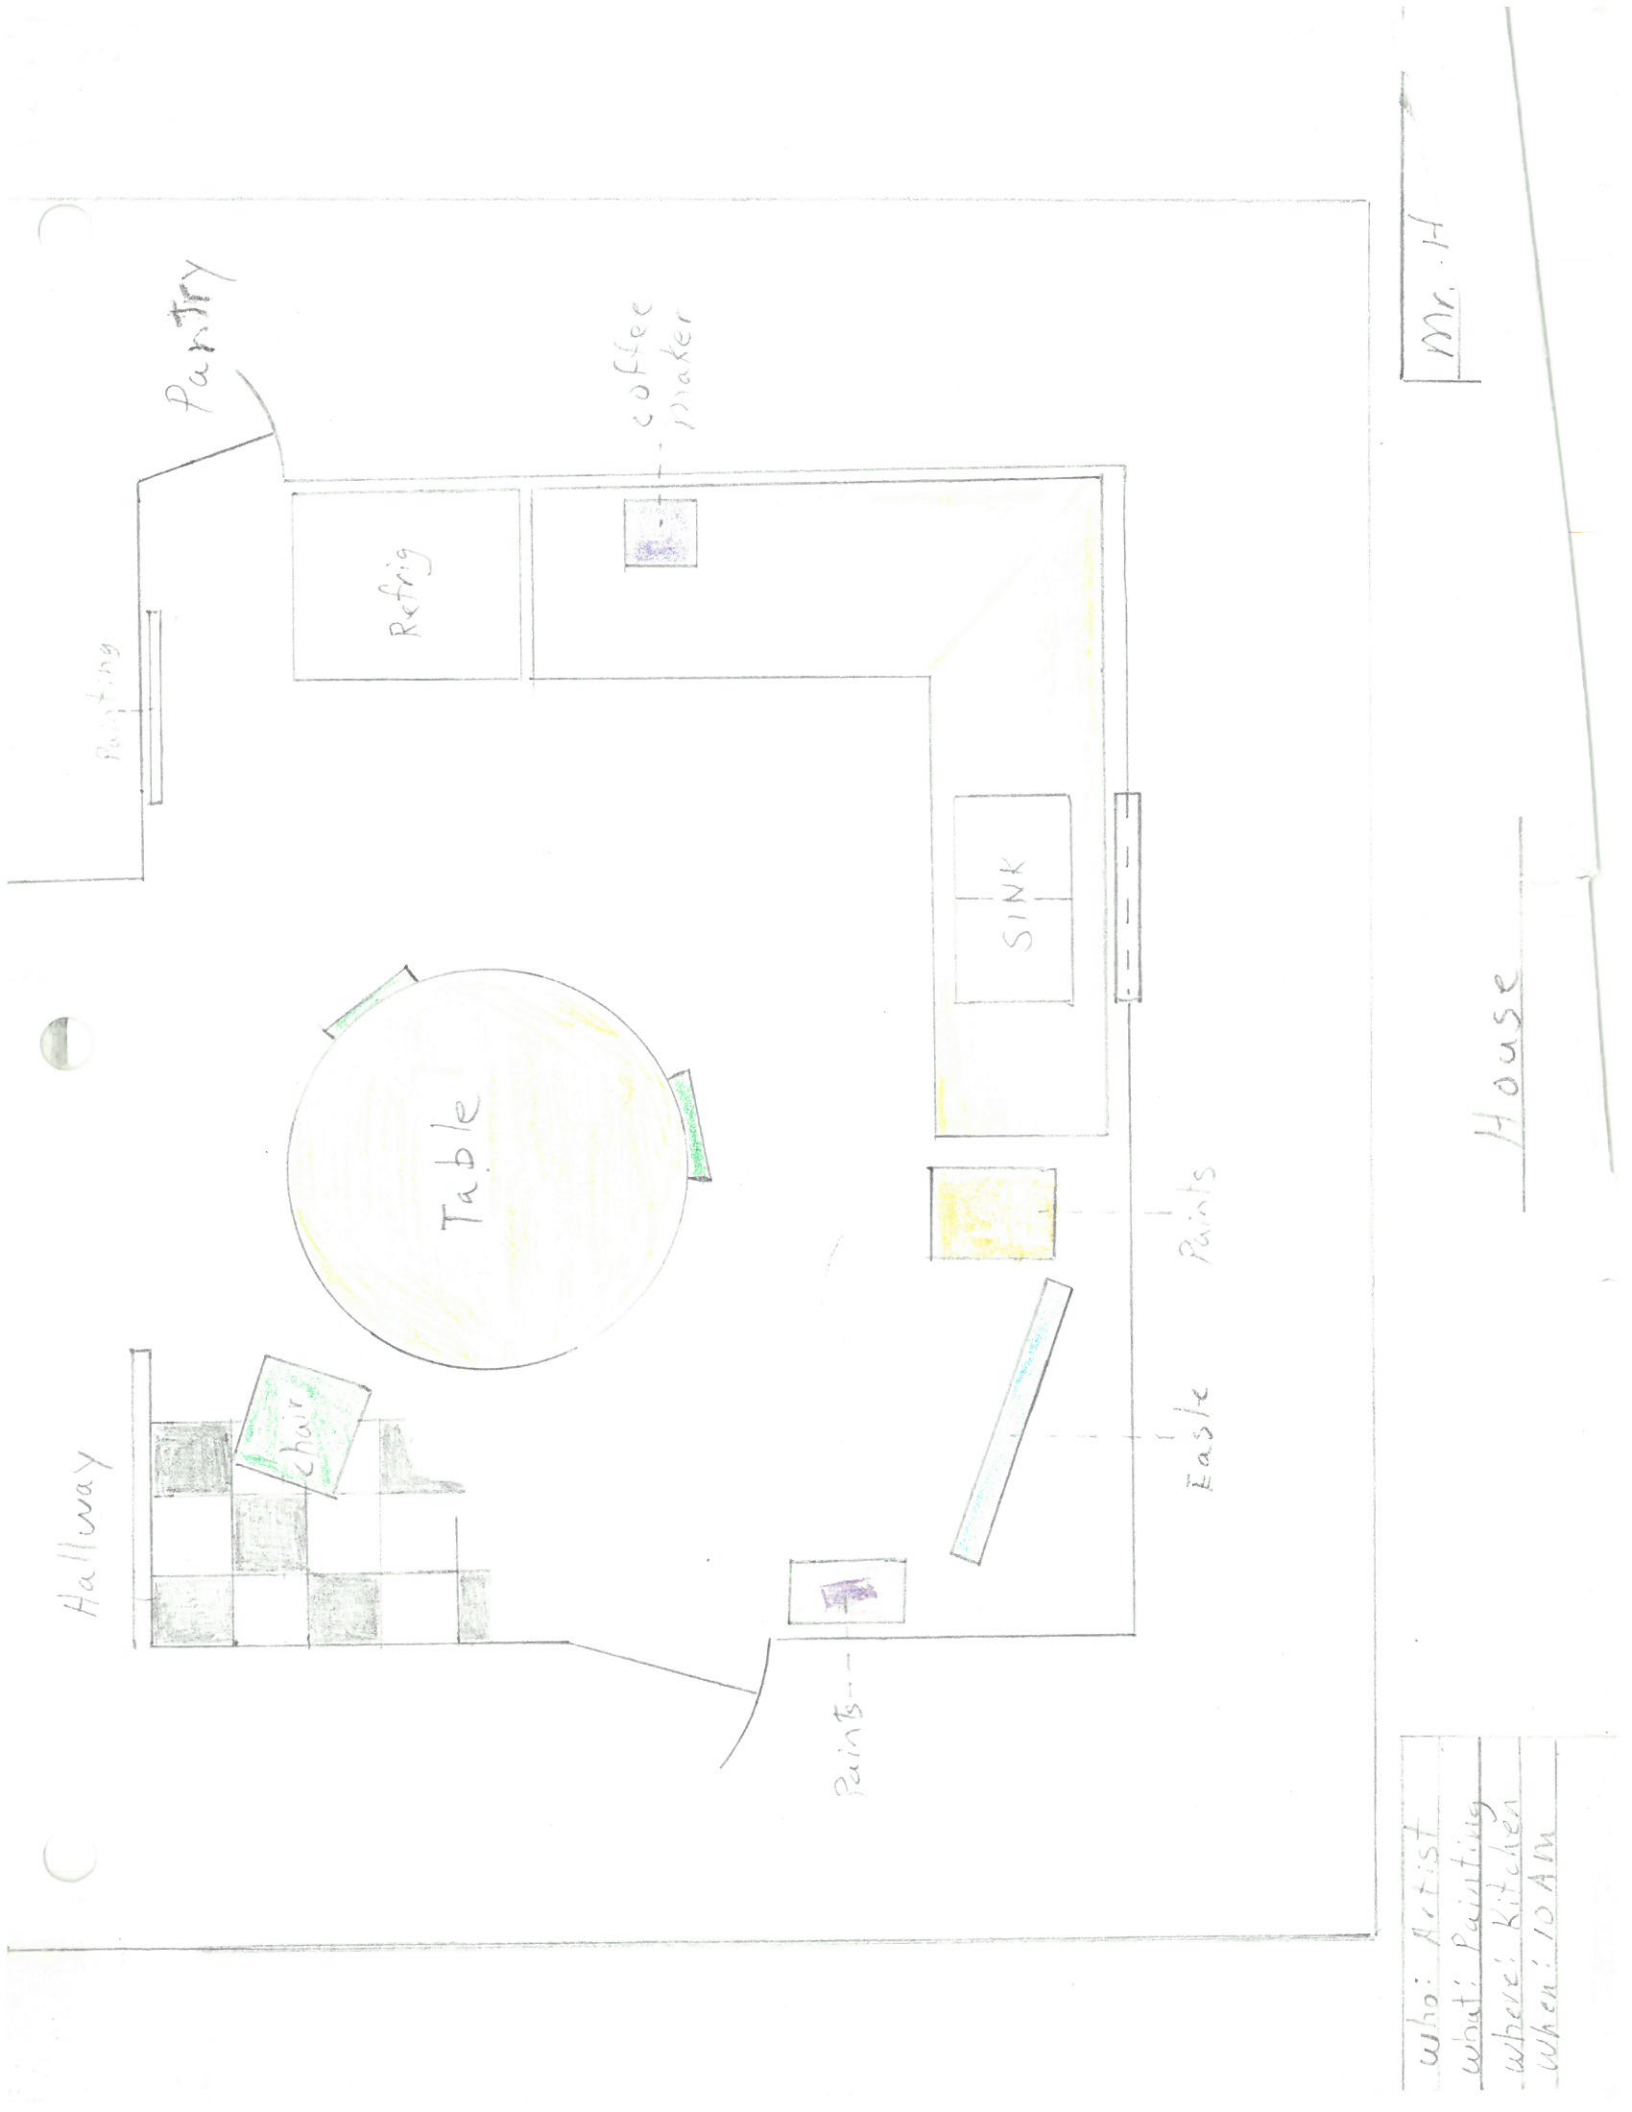 Hallway
Painting
Pantry
chair
Table
Refrig
coffee
maker
Paints
SINK
Easle
Paints
who: Artist
what: Painting
where: Kitchen
when: 10 AM
House
Mr. H